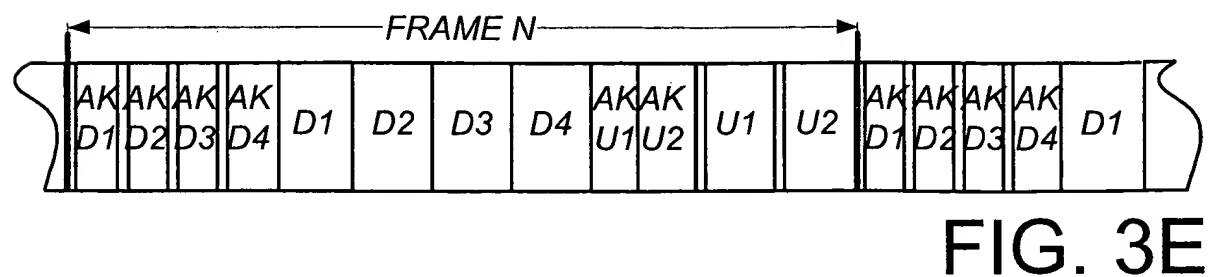 FRAME N
AK AK AK AK AK AK AK AK AK AK
D1 D2 D3 D4 D1 D2 D3 D4 U1 U2 U1 U2 D1 D2 D3 D4 D1
FIG. 3E